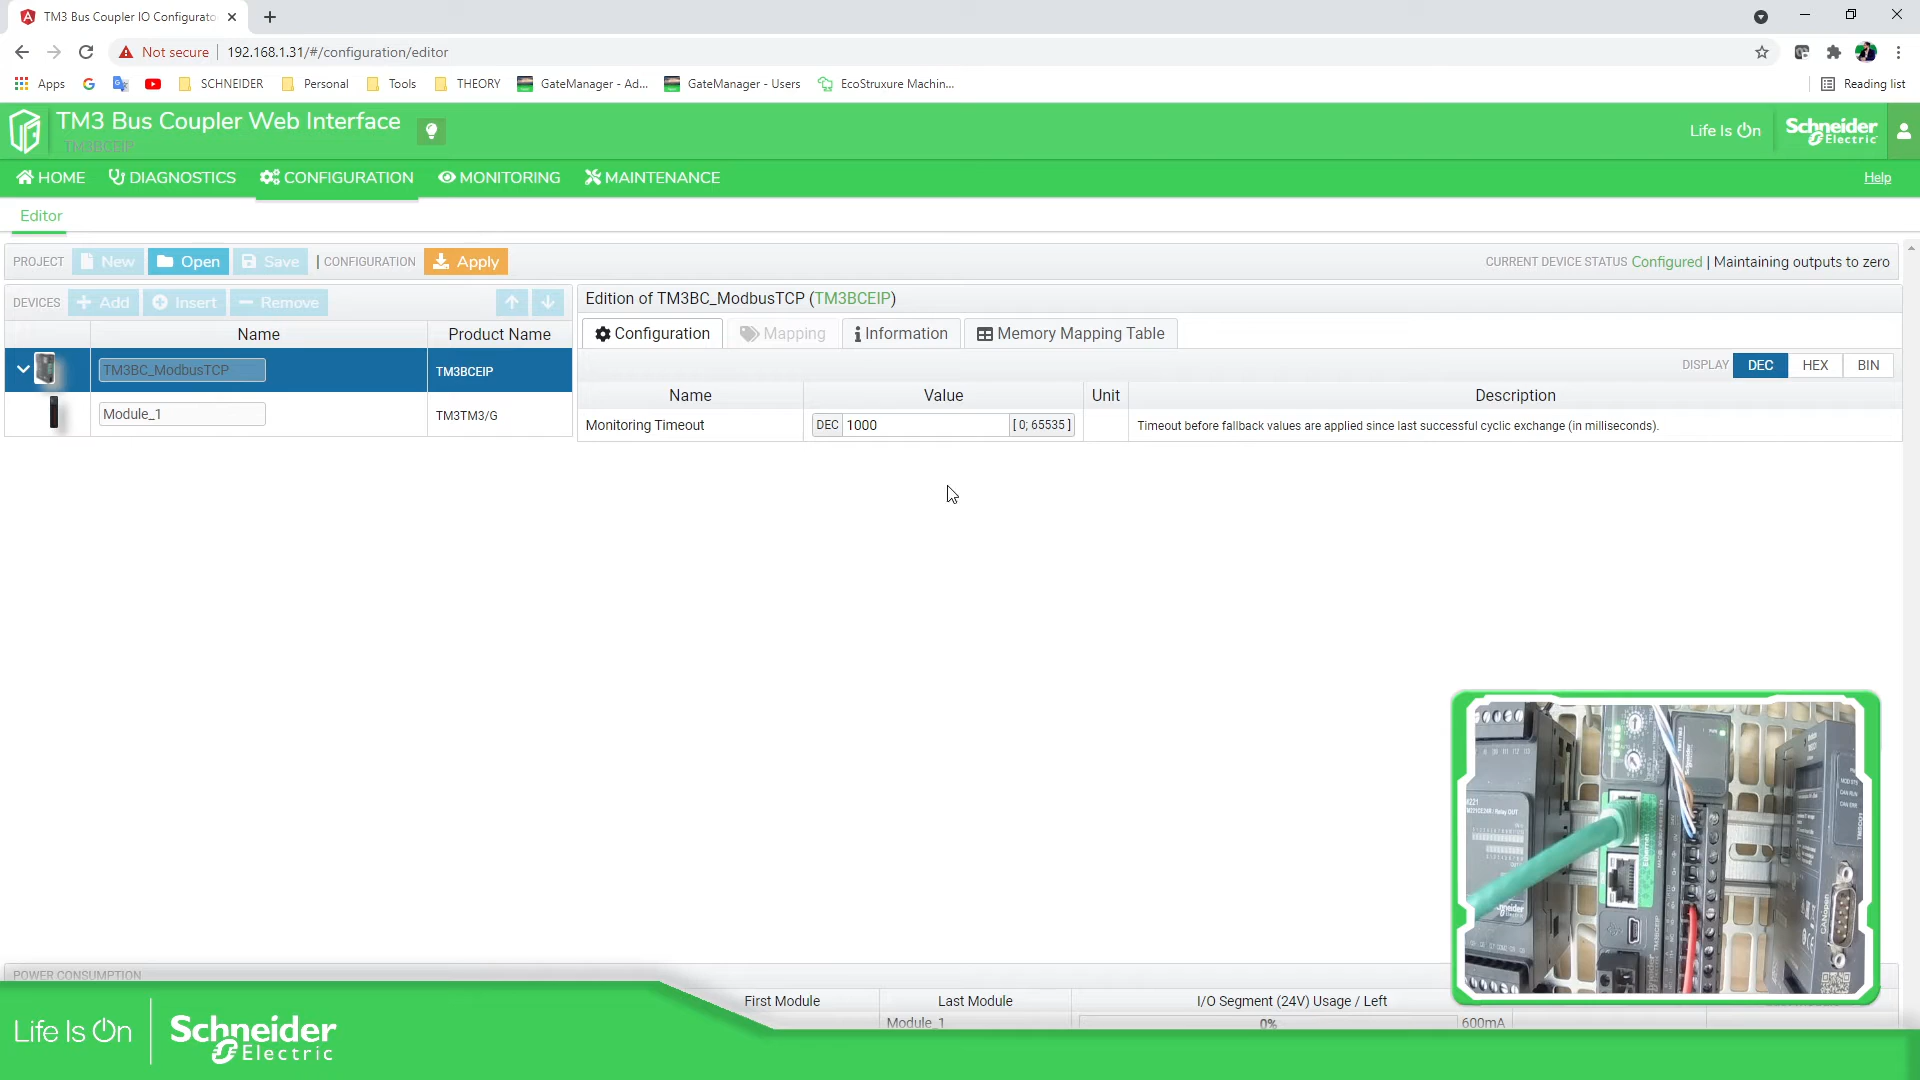 TM3 Bus Coupler IO Configurato
Not secure
192.168.1.31/#/configuration/editor
Apps
SCHNEIDER
Personal
Tools
THEORY
GateManager - Ad...
GateManager - Users
EcoStruxure Machin...
Reading list
TM3 Bus Coupler Web Interface
TM3BCEIP
Life Is On
Schneider
Electric
HOME
DIAGNOSTICS
CONFIGURATION
MONITORING
MAINTENANCE
Help
Editor
PROJECT
New
Open
Save
CONFIGURATION
Apply
CURRENT DEVICE STATUS Configured | Maintaining outputs to zero
DEVICES
Add
Insert
Remove
Edition of TM3BC_ModbusTCP (TM3BCEIP)
Name
Product Name
Configuration
Mapping
Information
Memory Mapping Table
TM3BC_ModbusTCP
TM3BCEIP
DISPLAY
DEC
HEX
BIN
Name
Value
Unit
Description
Module_1
TM3TM3/G
Monitoring Timeout
DEC
1000
[ 0; 65535 ]
Timeout before fallback values are applied since last successful cyclic exchange (in milliseconds).
POWER CONSUMPTION
First Module
Last Module
I/O Segment (24V) Usage / Left
Module_1
0%
600mA
Life Is On
Schneider
Electric
Ethernet
TM3BCEIP
CANopen